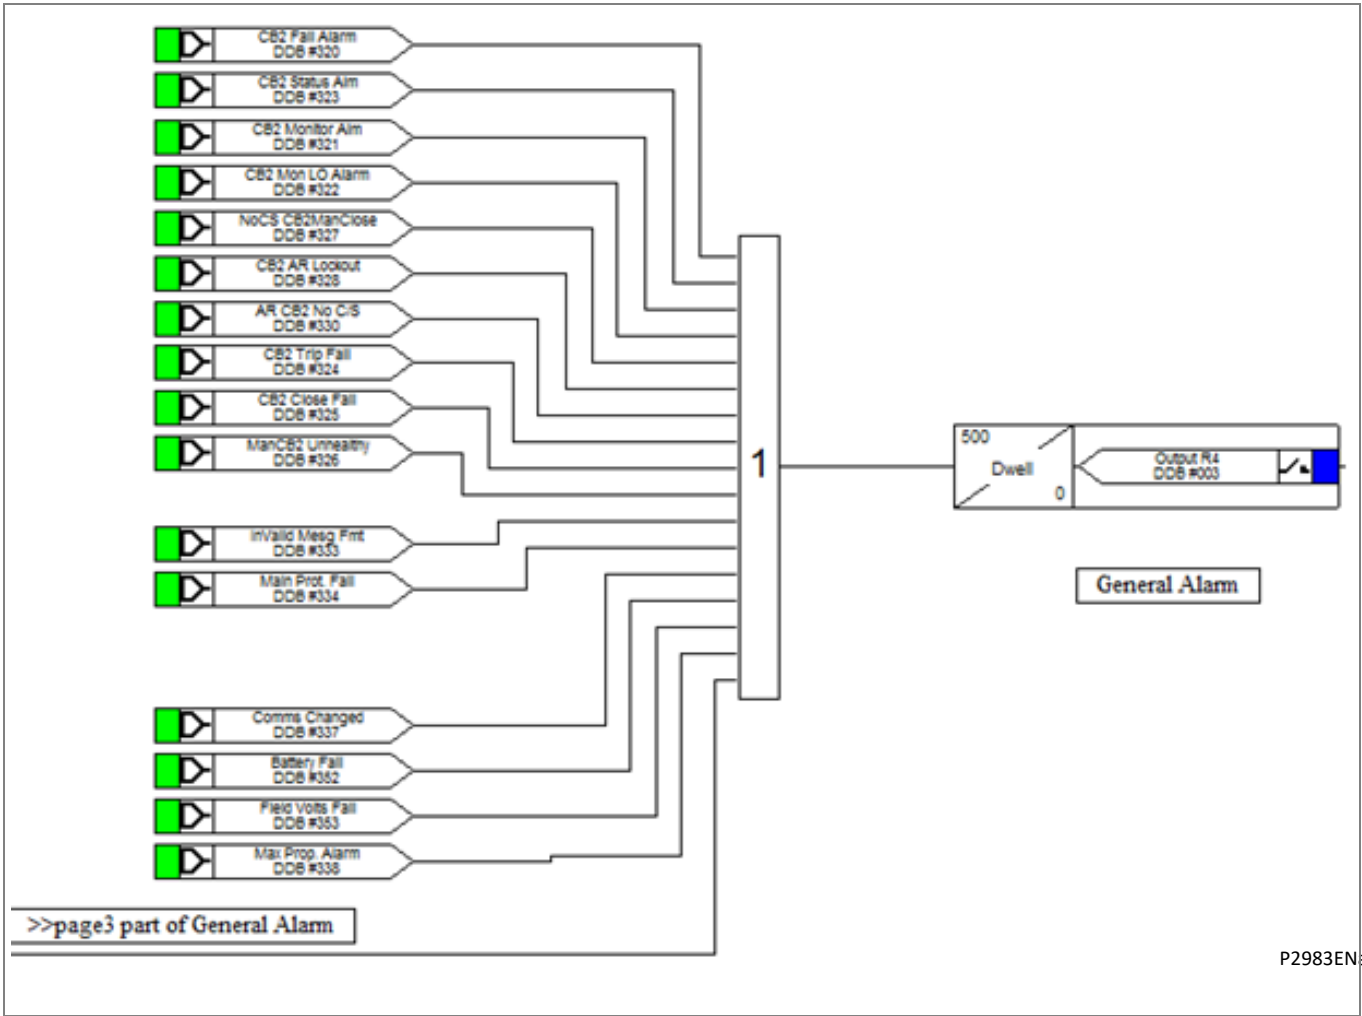 CB2 Fail Alarm
DDB #320
CB2 Status Alm
DDB #323
CB2 Monitor Alm
DDB #321
CB2 Mon LO Alarm
DDB #322
NoCS CB2ManClose
DDB #327
CB2 AR Lockout
DDB #328
AR CB2 No C/S
DDB #330
CB2 Trip Fail
DDB #324
CB2 Close Fail
DDB #325
ManCB2 Unhealthy
DDB #326
1
500
Dwell
0
Output R4
DDB #003
InValid Mesg Fmt
DDB #333
Main Prot. Fail
DDB #334
General Alarm
Comms Changed
DDB #337
Battery Fail
DDB #352
Field Volts Fail
DDB #353
Max Prop. Alarm
DDB #338
>>page3 part of General Alarm
P2983ENa